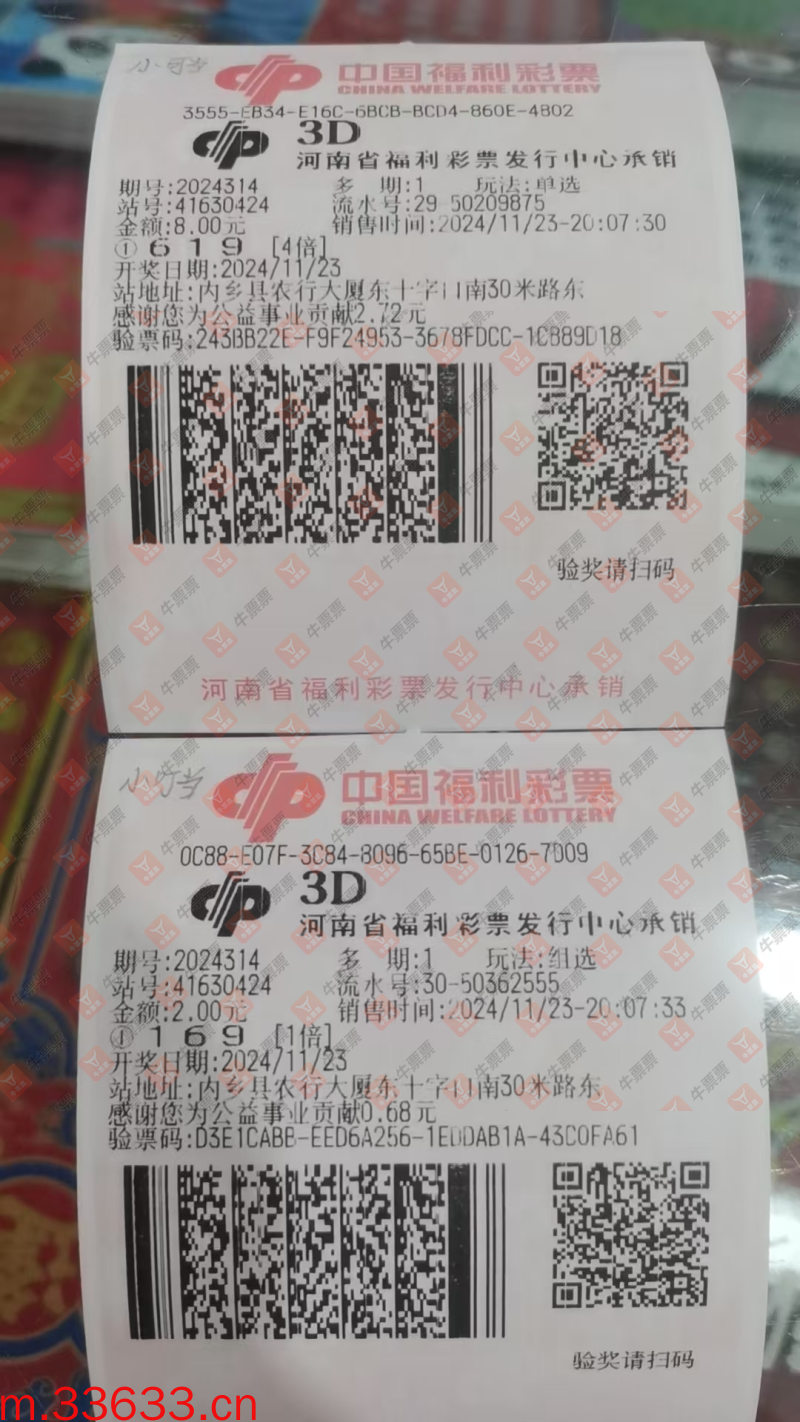 小叮当
中国福利彩票
CHINA WELFARE LOTTERY
3555-EB34-E16C-6BCB-BCD4-860E-4B02
3D
河南省福利彩票发行中心承销
期号:2024314 多 期:1 玩法:单选
站号:41630424 流水号:29-50209875
金额:8.00元 销售时间:2024/11/23-20:07:30
① 6 1 9 [4倍]
开奖日期:2024/11/23
站地址:内乡县农行大厦东十字口南30米路东
感谢您为公益事业贡献2.72元
验票码:243BB22E-F9F24953-3678FDCC-1CB89D18
验奖请扫码
河南省福利彩票发行中心承销
小叮当
中国福利彩票
CHINA WELFARE LOTTERY
0C88-E07F-3C84-8096-65BE-0126-7D09
3D
河南省福利彩票发行中心承销
期号:2024314 多 期:1 玩法:组选
站号:41630424 流水号:30-50362555
金额:2.00元 销售时间:2024/11/23-20:07:33
① 1 6 9 [1倍]
开奖日期:2024/11/23
站地址:内乡县农行大厦东十字口南30米路东
感谢您为公益事业贡献0.68元
验票码:D3E1CABB-EED6A256-1EDDAB1A-43C0FA61
验奖请扫码
牛票票
m.33633.cn